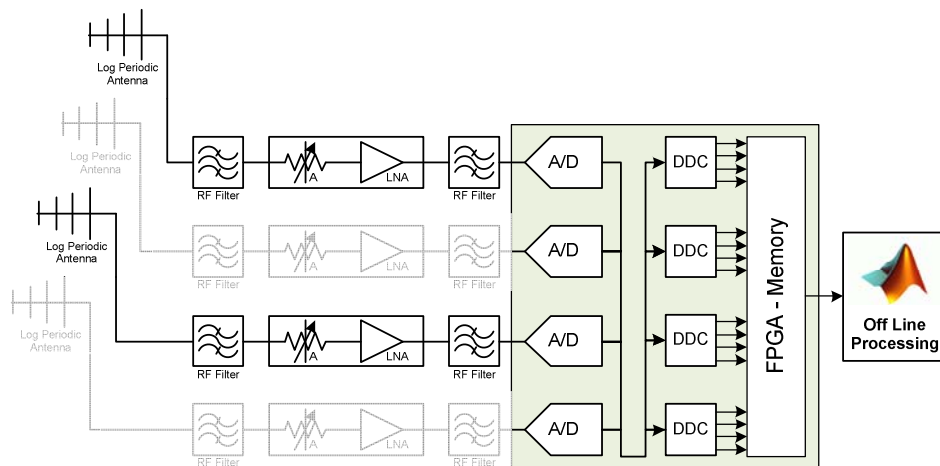 Log Periodic
Antenna
Log Periodic
Antenna
RF Filter
A
LNA
RF Filter
A/D
DDC
Log Periodic
Antenna
RF Filter
A
LNA
RF Filter
A/D
DDC
Log Periodic
Antenna
RF Filter
A
LNA
RF Filter
A/D
DDC
RF Filter
A
LNA
RF Filter
A/D
DDC
FPGA - Memory
Off Line
Processing